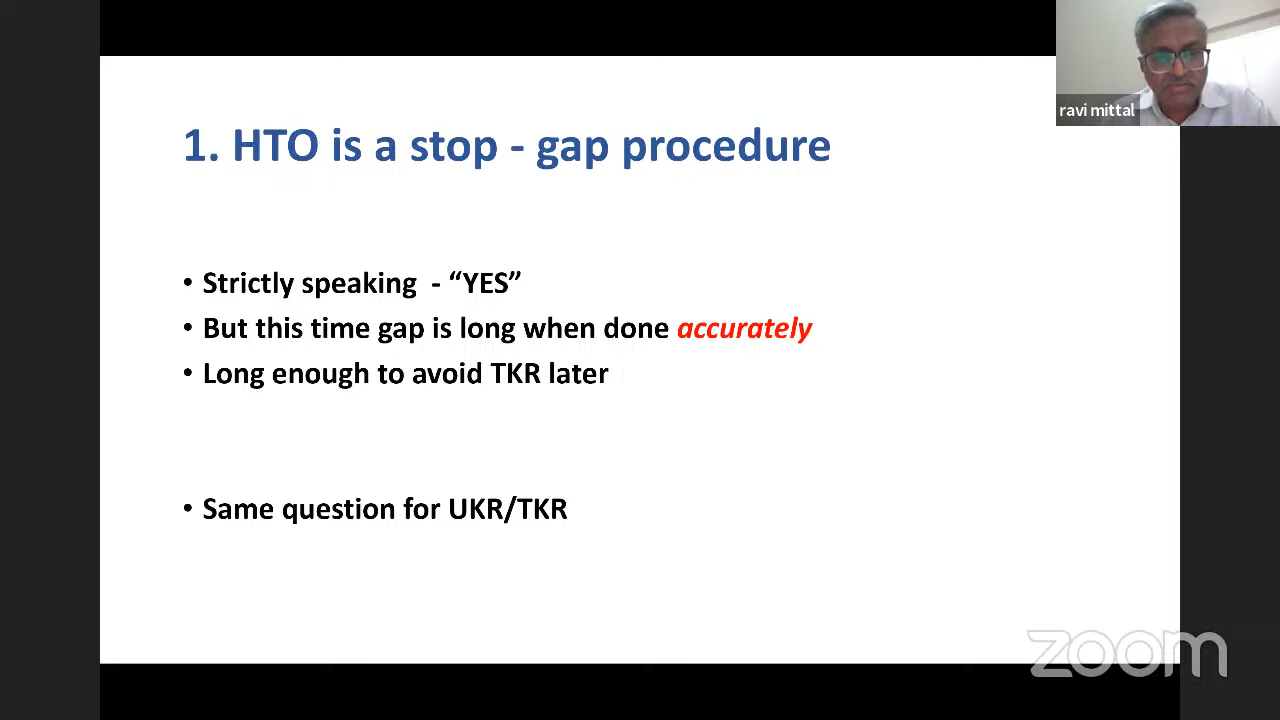 ravi mittal
1. HTO is a stop - gap procedure
• Strictly speaking - “YES”
• But this time gap is long when done accurately
• Long enough to avoid TKR later
• Same question for UKR/TKR
zoom